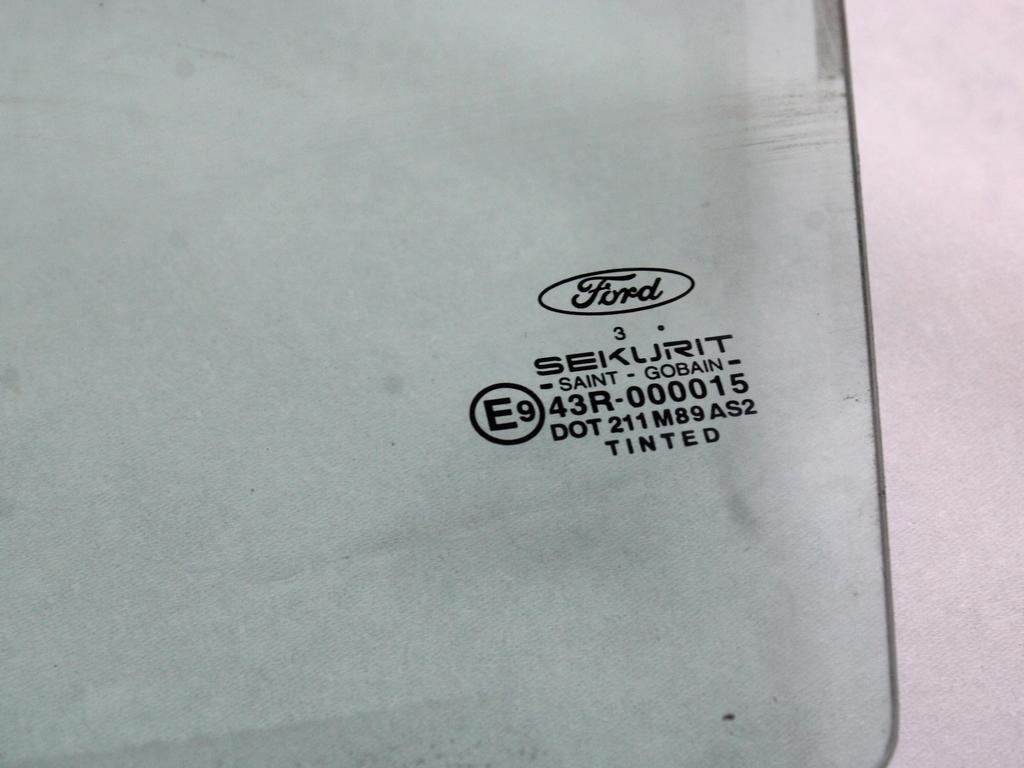 Ford
3 .
SEKURIT
- SAINT - GOBAIN -
E9 43R-000015
DOT 211 M89 AS2
TINTED